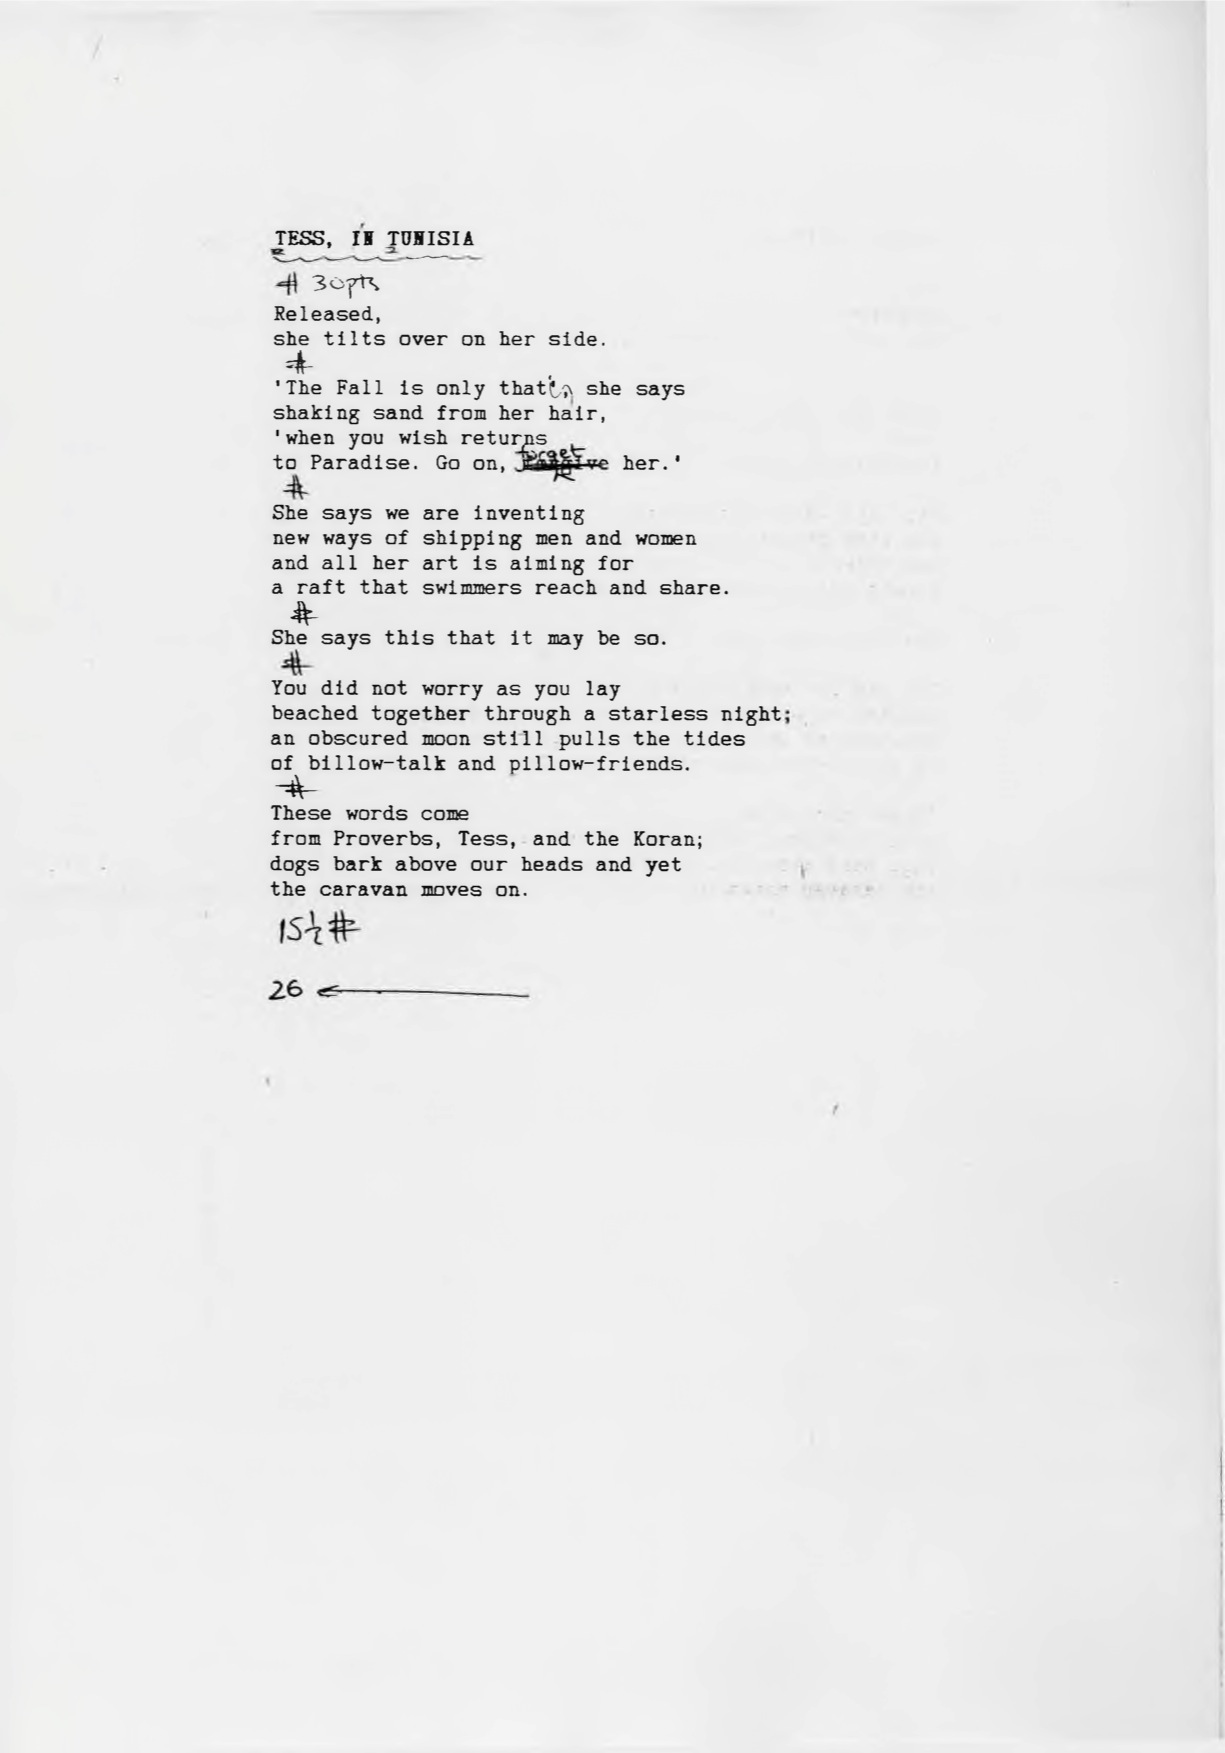 TESS, IN TUNISIA
# 30pts
Released,
she tilts over on her side.
#
'The Fall is only that', she says
shaking sand from her hair,
'when you wish returns
forget
to Paradise. Go on, forgive her.'
#
She says we are inventing
new ways of shipping men and women
and all her art is aiming for
a raft that swimmers reach and share.
#
She says this that it may be so.
#
You did not worry as you lay
beached together through a starless night;
an obscured moon still pulls the tides
of billow-talk and pillow-friends.
#
These words come
from Proverbs, Tess, and the Koran;
dogs bark above our heads and yet
the caravan moves on.
15½ #
26